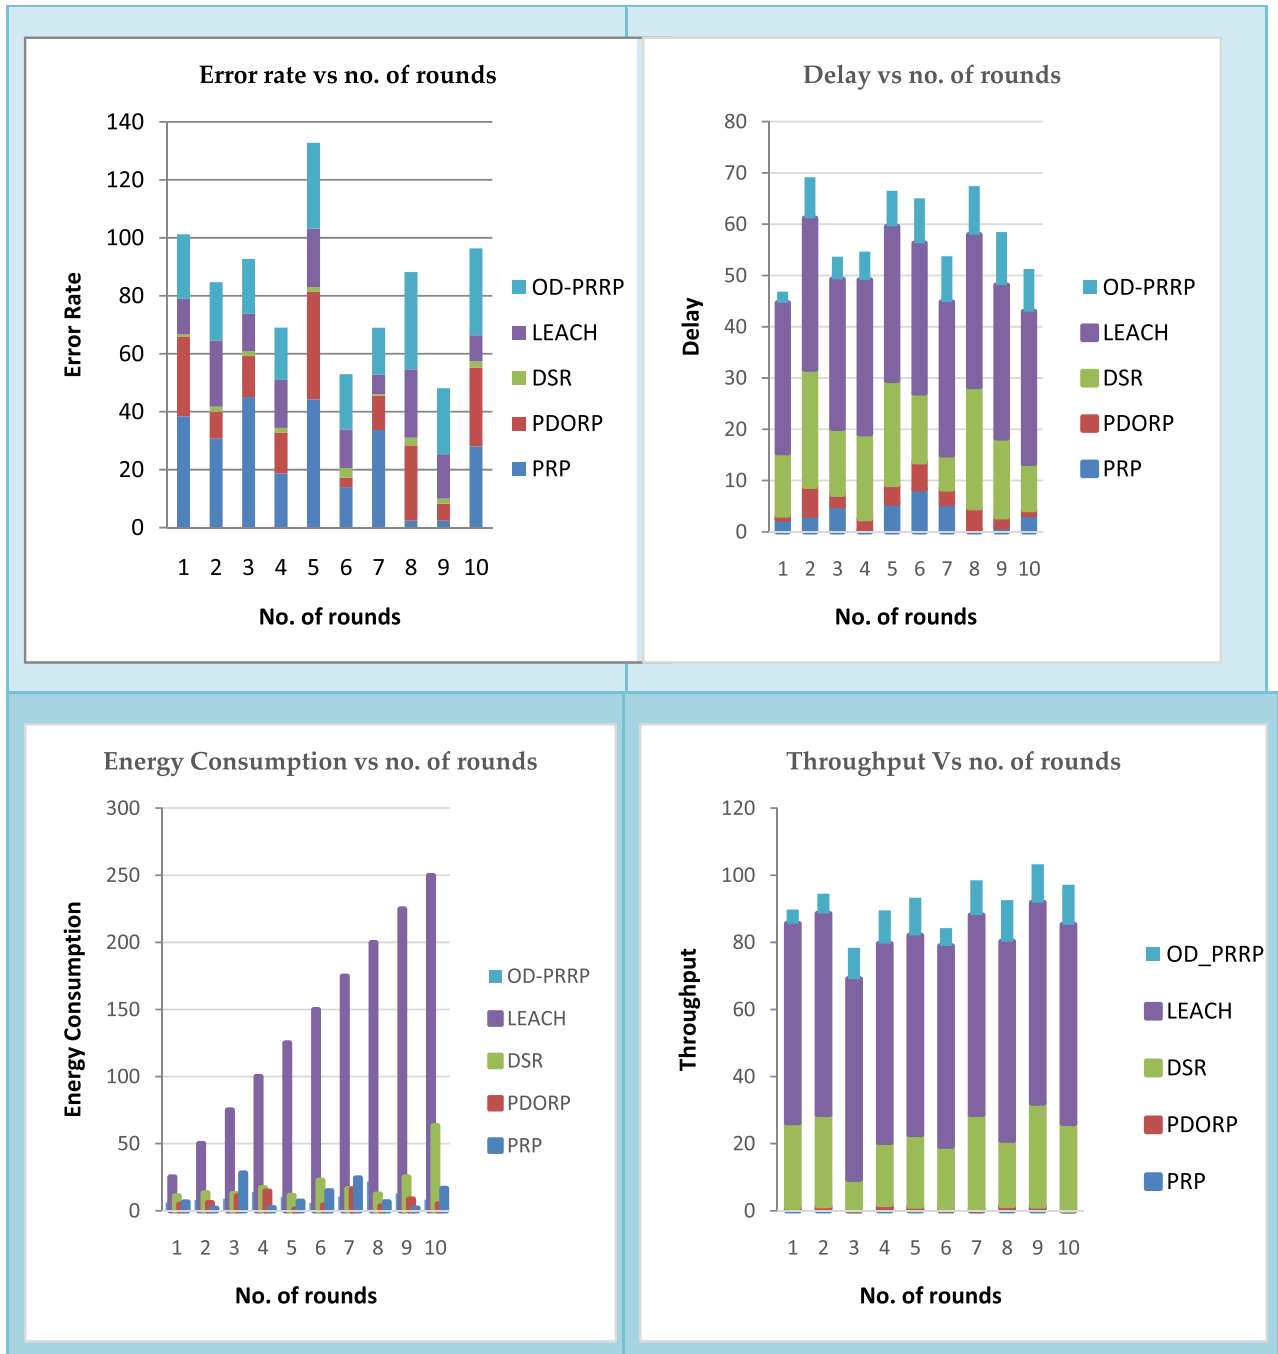 Error rate vs no. of rounds
140
120
100
80
60
40
20
0
Error Rate
1 2 3 4 5 6 7 8 9 10
No. of rounds
OD-PRRP
LEACH
DSR
PDORP
PRP
Delay vs no. of rounds
80
70
60
50
40
30
20
10
0
Delay
1 2 3 4 5 6 7 8 9 10
No. of rounds
OD-PRRP
LEACH
DSR
PDORP
PRP
Energy Consumption vs no. of rounds
300
250
200
150
100
50
0
Energy Consumption
1 2 3 4 5 6 7 8 9 10
No. of rounds
OD-PRRP
LEACH
DSR
PDORP
PRP
Throughput Vs no. of rounds
120
100
80
60
40
20
0
Throughput
1 2 3 4 5 6 7 8 9 10
No. of rounds
OD_PRRP
LEACH
DSR
PDORP
PRP